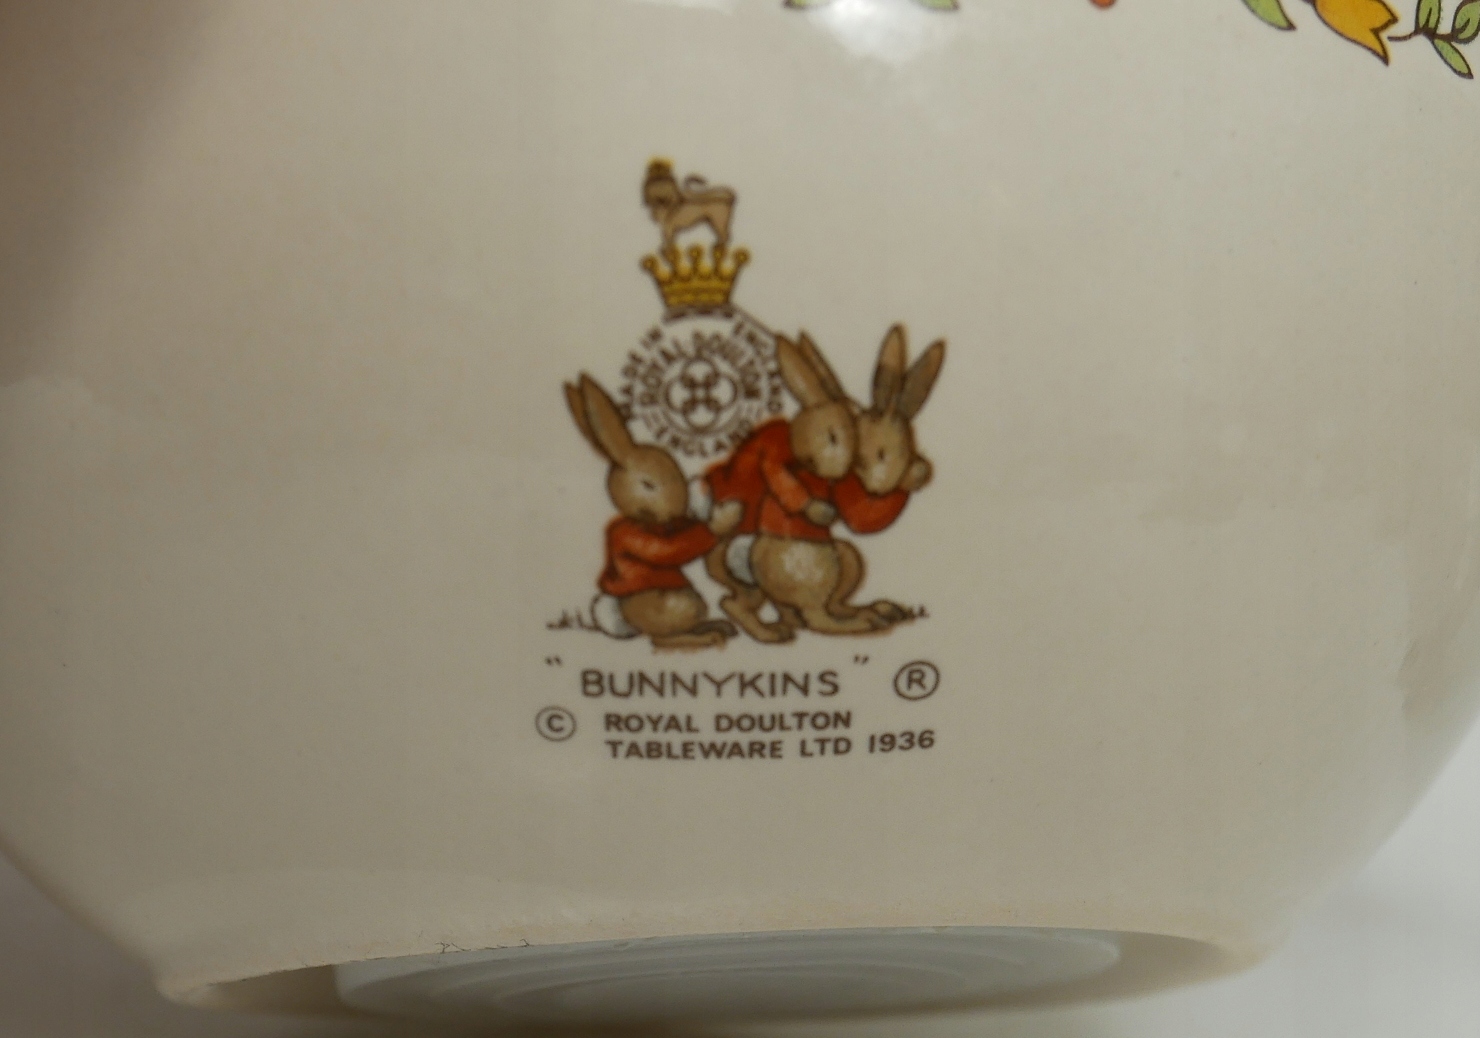 MADE IN ENGLAND
ROYAL DOULTON
ENGLAND
" BUNNYKINS " ®
© ROYAL DOULTON
TABLEWARE LTD 1936